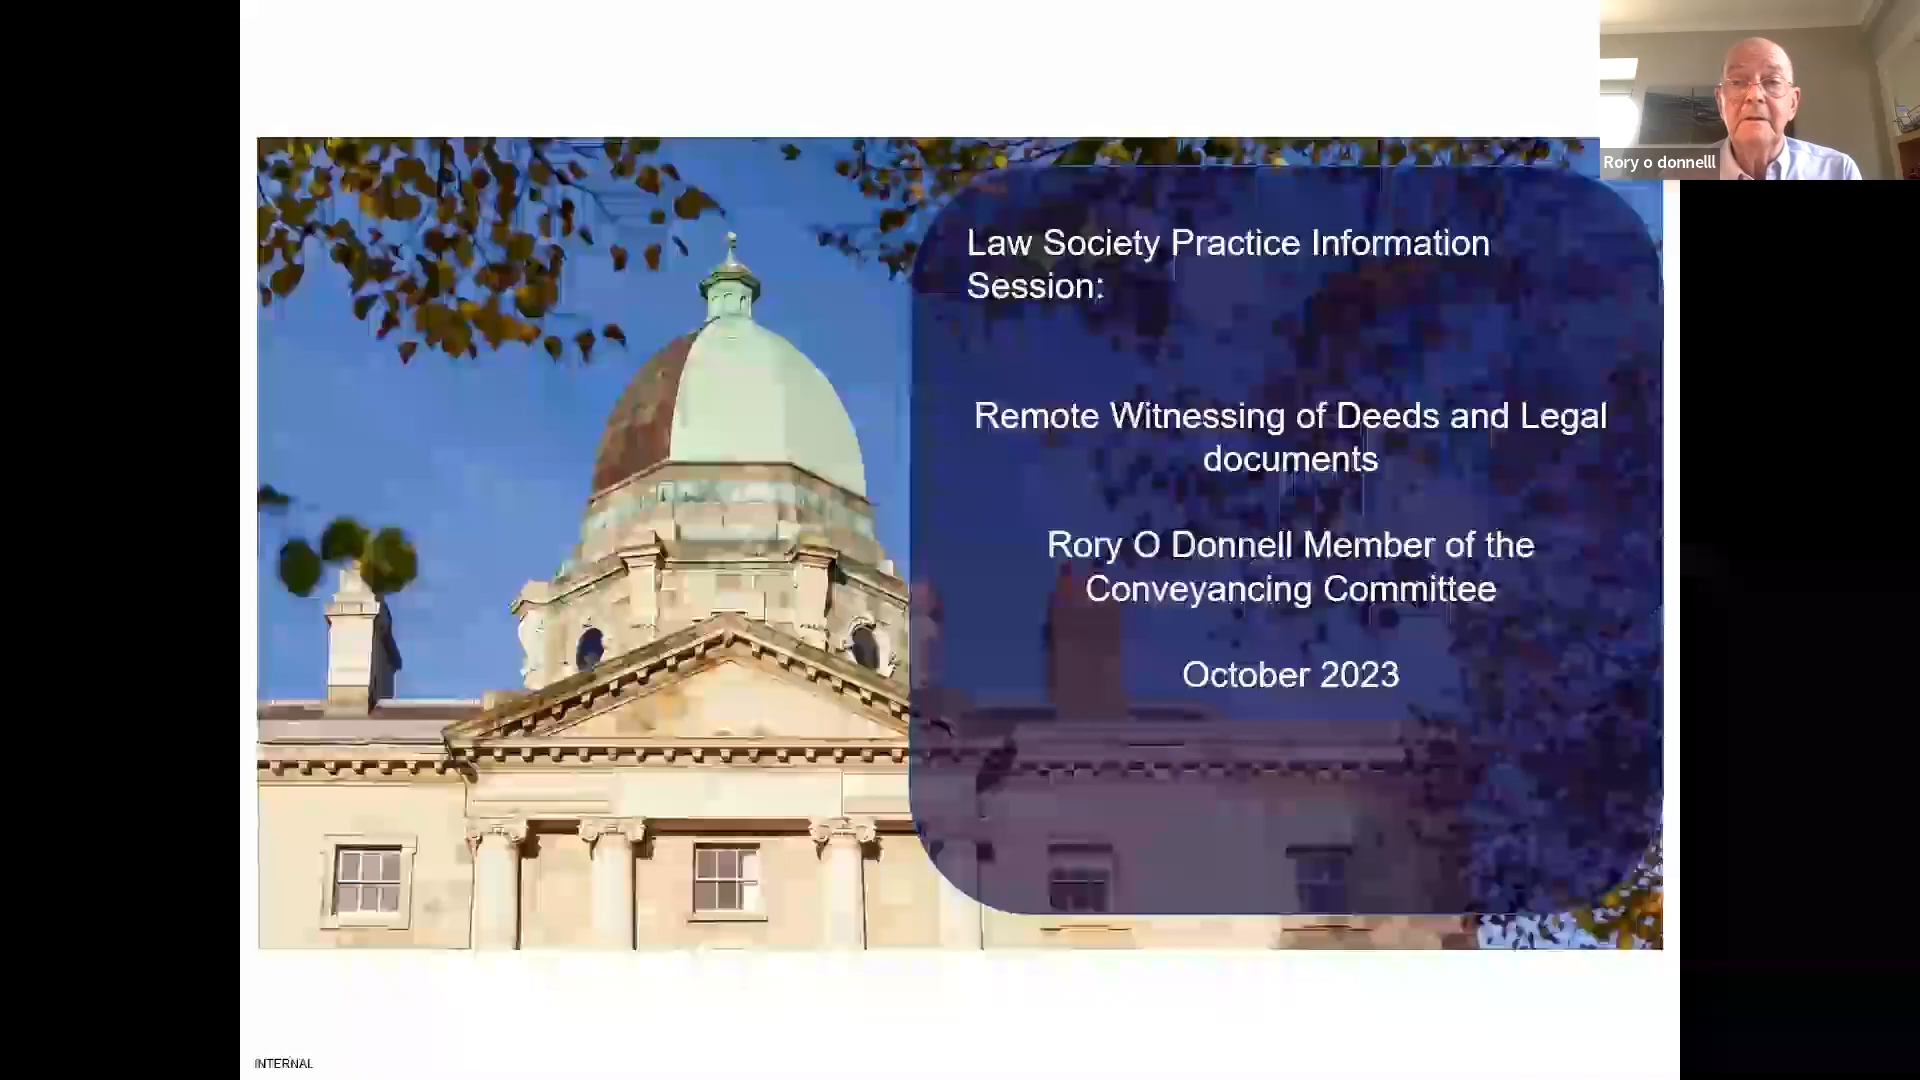 Rory o donnelll
Law Society Practice Information
Session:
Remote Witnessing of Deeds and Legal
documents
Rory O Donnell Member of the
Conveyancing Committee
October 2023
INTERNAL